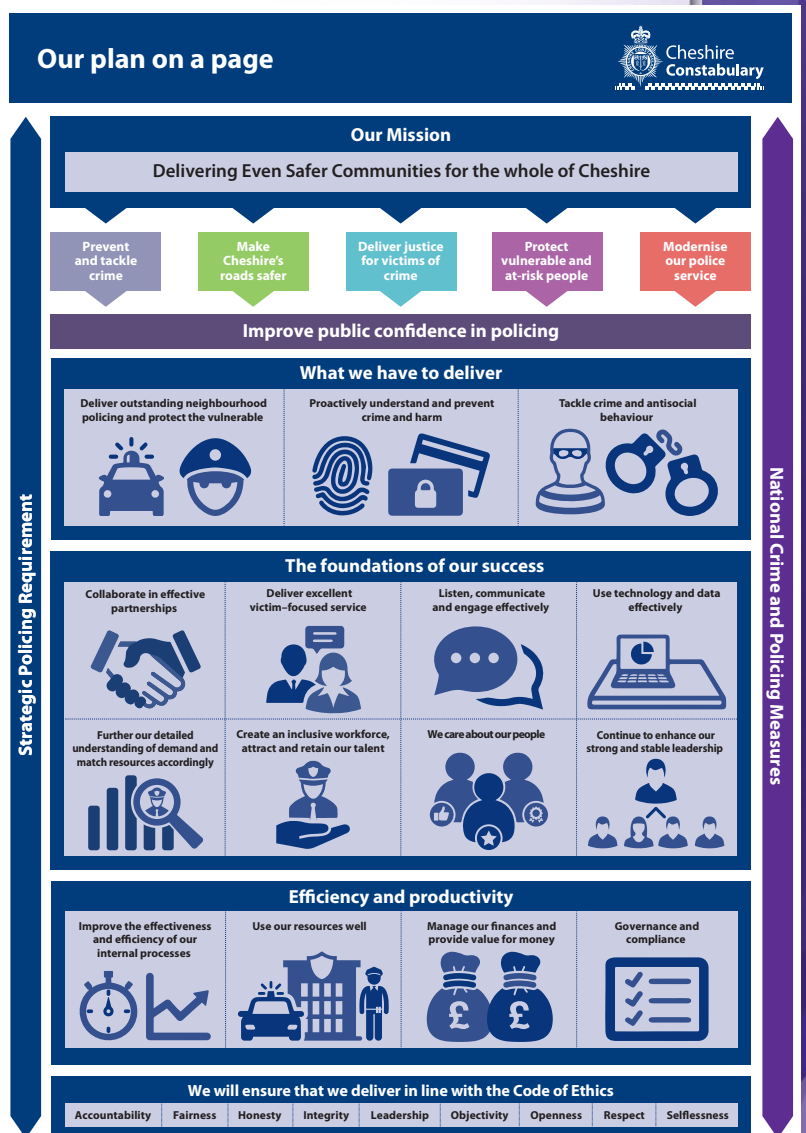 Our plan on a page
Cheshire
Constabulary
Our Mission
Delivering Even Safer Communities for the whole of Cheshire
Prevent
and tackle
crime
Make
Cheshire's
roads safer
Deliver justice
for victims of
crime
Protect
vulnerable and
at-risk people
Modernise
our police
service
Improve public confidence in policing
What we have to deliver
Deliver outstanding neighbourhood
policing and protect the vulnerable
Proactively understand and prevent
crime and harm
Tackle crime and antisocial
behaviour
The foundations of our success
Collaborate in effective
partnerships
Deliver excellent
victim–focused service
Listen, communicate
and engage effectively
Use technology and data
effectively
Further our detailed
understanding of demand and
match resources accordingly
Create an inclusive workforce,
attract and retain our talent
We care about our people
Continue to enhance our
strong and stable leadership
Efficiency and productivity
Improve the effectiveness
and efficiency of our
internal processes
Use our resources well
Manage our finances and
provide value for money
£
£
Governance and
compliance
We will ensure that we deliver in line with the Code of Ethics
Accountability
Fairness
Honesty
Integrity
Leadership
Objectivity
Openness
Respect
Selflessness
Strategic Policing Requirement
National Crime and Policing Measures